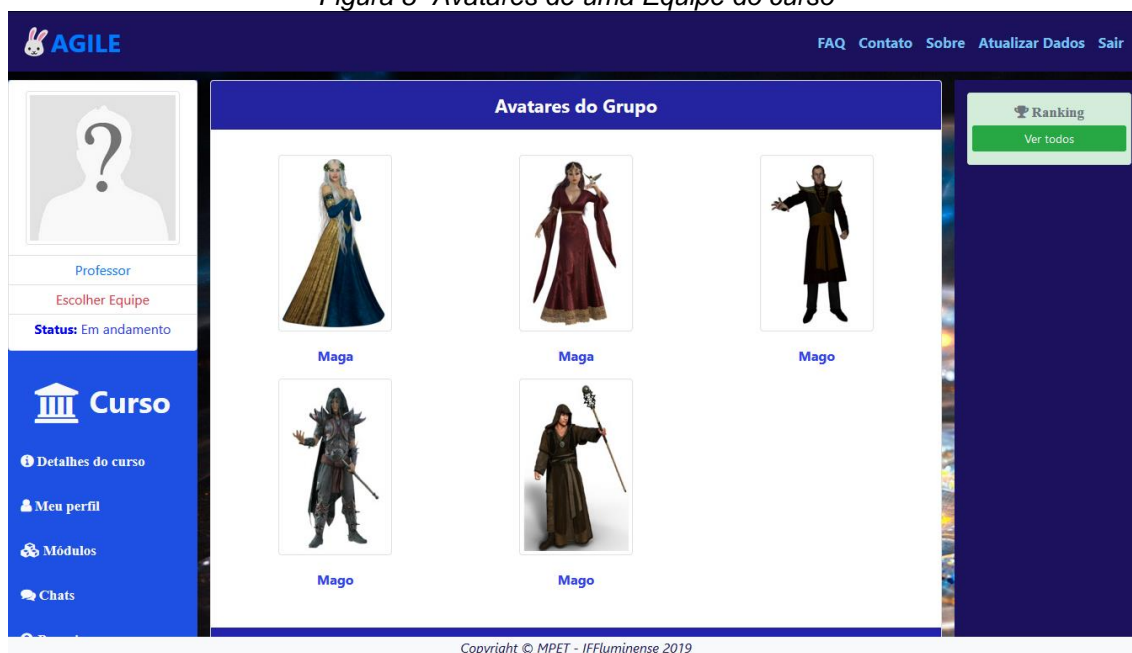 Figura 8- Avatares de uma Equipe do curso
AGILE
FAQ Contato Sobre Atualizar Dados Sair
?
Professor
Escolher Equipe
Status: Em andamento
Curso
Detalhes do curso
Meu perfil
Módulos
Chats
Avatares do Grupo
Maga
Maga
Mago
Mago
Mago
Ranking
Ver todos
Copyright © MPET - IFFluminense 2019